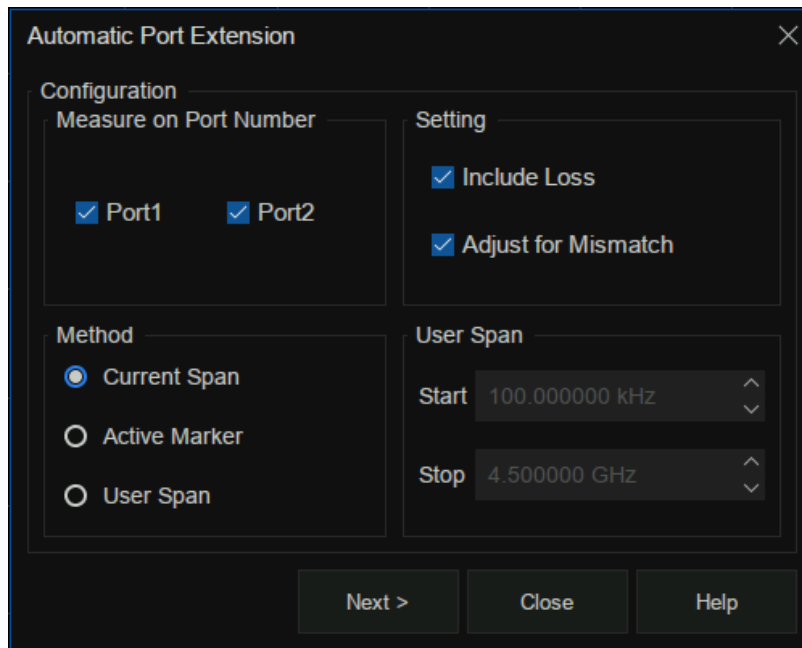 Automatic Port Extension
Configuration
Measure on Port Number
Port1
Port2
Setting
Include Loss
Adjust for Mismatch
Method
Current Span
Active Marker
User Span
User Span
Start 100.000000 kHz
Stop 4.500000 GHz
Next >
Close
Help